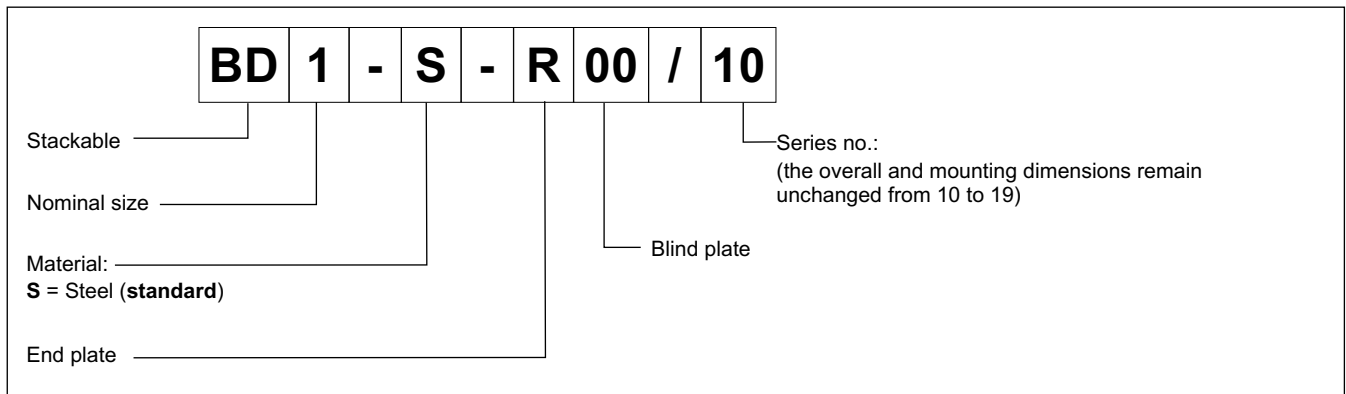 BD 1 - S - R 00 / 10
Stackable
Series no.:
(the overall and mounting dimensions remain
unchanged from 10 to 19)
Nominal size
Blind plate
Material:
S = Steel (standard)
End plate